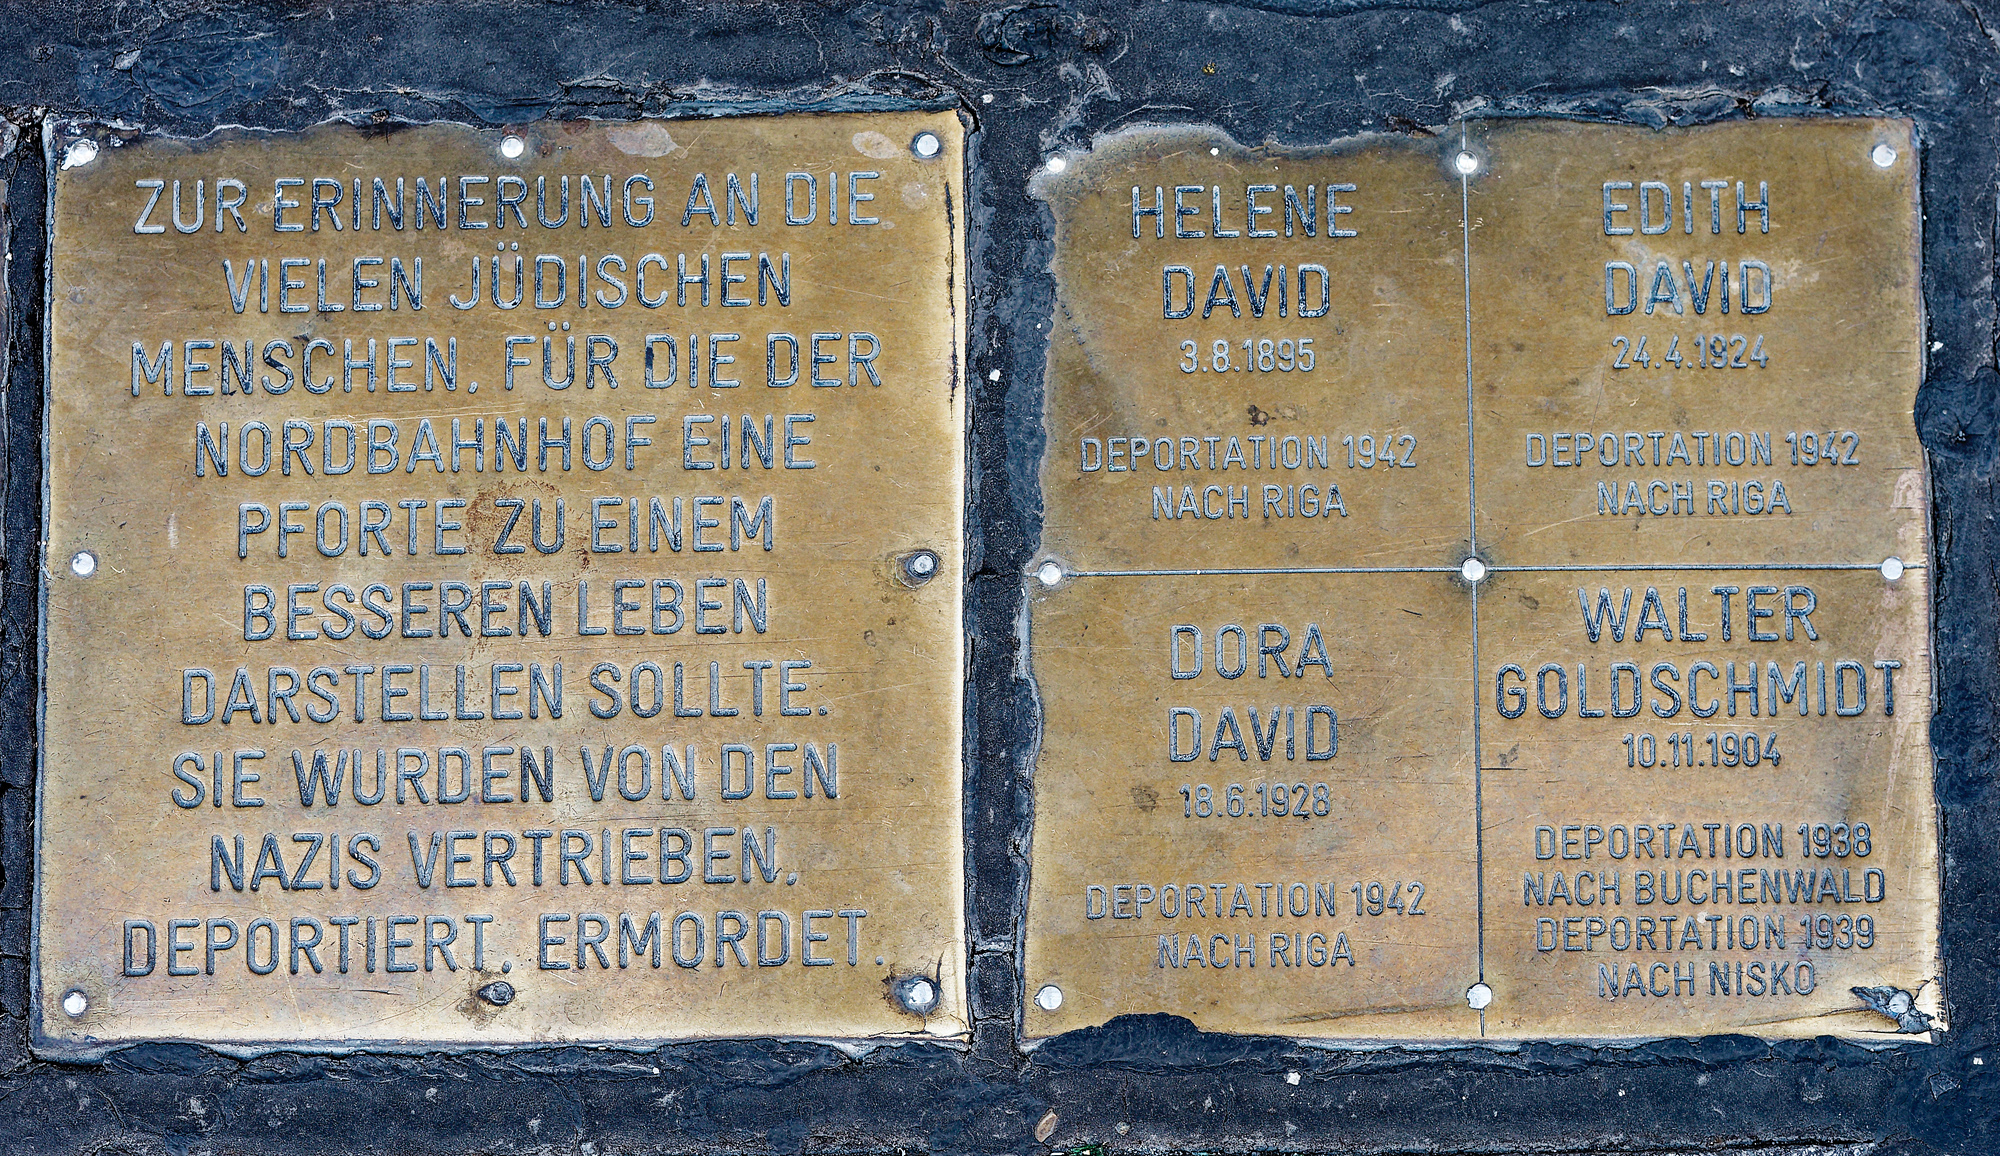 ZUR ERINNERUNG AN DIE
VIELEN JÜDISCHEN
MENSCHEN, FÜR DIE DER
NORDBAHNHOF EINE
PFORTE ZU EINEM
BESSEREN LEBEN
DARSTELLEN SOLLTE.
SIE WURDEN VON DEN
NAZIS VERTRIEBEN,
DEPORTIERT, ERMORDET.
HELENE
DAVID
3.8.1895
DEPORTATION 1942
NACH RIGA
EDITH
DAVID
24.4.1924
DEPORTATION 1942
NACH RIGA
DORA
DAVID
18.6.1928
DEPORTATION 1942
NACH RIGA
WALTER
GOLDSCHMIDT
10.11.1904
DEPORTATION 1938
NACH BUCHENWALD
DEPORTATION 1939
NACH NISKO